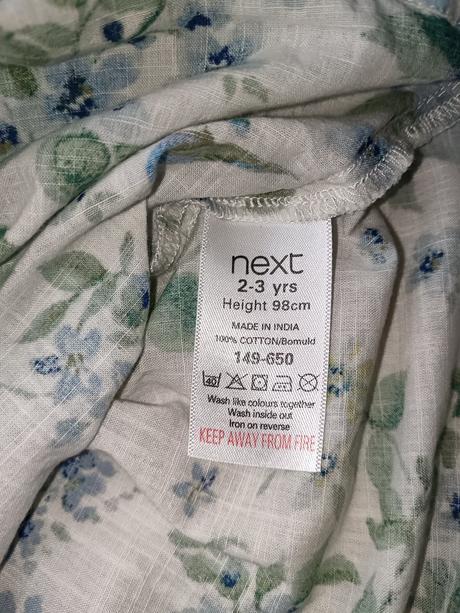 next
2-3 yrs
Height 98cm
MADE IN INDIA
100% COTTON/Bomuld
149-650
40
Wash like colours together
Wash inside out
Iron on reverse
KEEP AWAY FROM FIRE